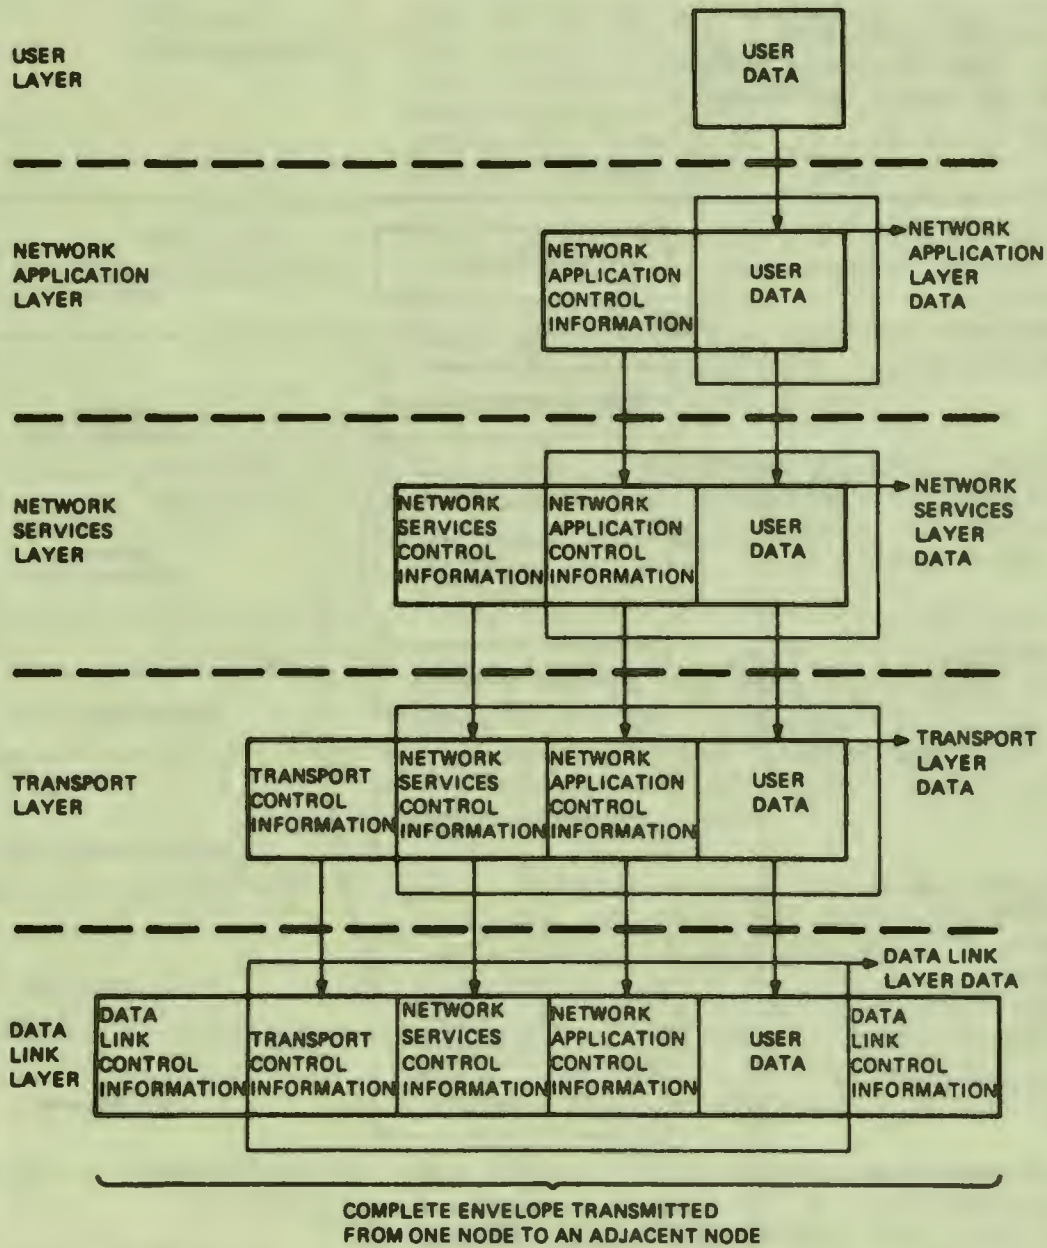 USER
LAYER
USER
DATA
NETWORK
APPLICATION
LAYER
NETWORK
APPLICATION
CONTROL
INFORMATION
USER
DATA
NETWORK
APPLICATION
LAYER
DATA
NETWORK
SERVICES
LAYER
NETWORK
SERVICES
CONTROL
INFORMATION
NETWORK
APPLICATION
CONTROL
INFORMATION
USER
DATA
NETWORK
SERVICES
LAYER
DATA
TRANSPORT
LAYER
TRANSPORT
CONTROL
INFORMATION
NETWORK
SERVICES
CONTROL
INFORMATION
NETWORK
APPLICATION
CONTROL
INFORMATION
USER
DATA
TRANSPORT
LAYER
DATA
DATA LINK
LAYER DATA
DATA
LINK
LAYER
DATA
LINK
CONTROL
INFORMATION
TRANSPORT
CONTROL
INFORMATION
NETWORK
SERVICES
CONTROL
INFORMATION
NETWORK
APPLICATION
CONTROL
INFORMATION
USER
DATA
DATA
LINK
CONTROL
INFORMATION
COMPLETE ENVELOPE TRANSMITTED
FROM ONE NODE TO AN ADJACENT NODE